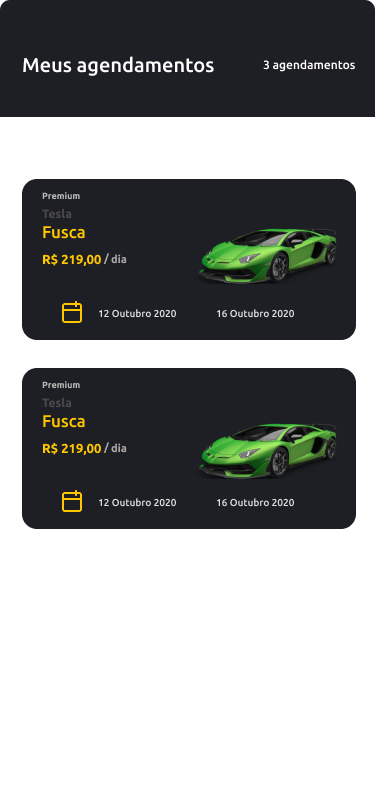 Meus agendamentos
3 agendamentos
Premium
Tesla
Fusca
R$ 219,00 / dia
12 Outubro 2020
16 Outubro 2020
Premium
Tesla
Fusca
R$ 219,00 / dia
12 Outubro 2020
16 Outubro 2020